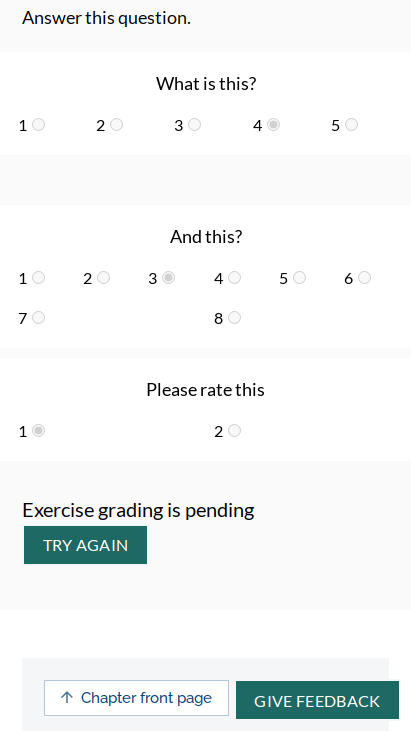 Answer this question.
What is this?
1 2 3 4 5
And this?
1 2 3 4 5 6
7 8
Please rate this
1 2
Exercise grading is pending
TRY AGAIN
Chapter front page GIVE FEEDBACK